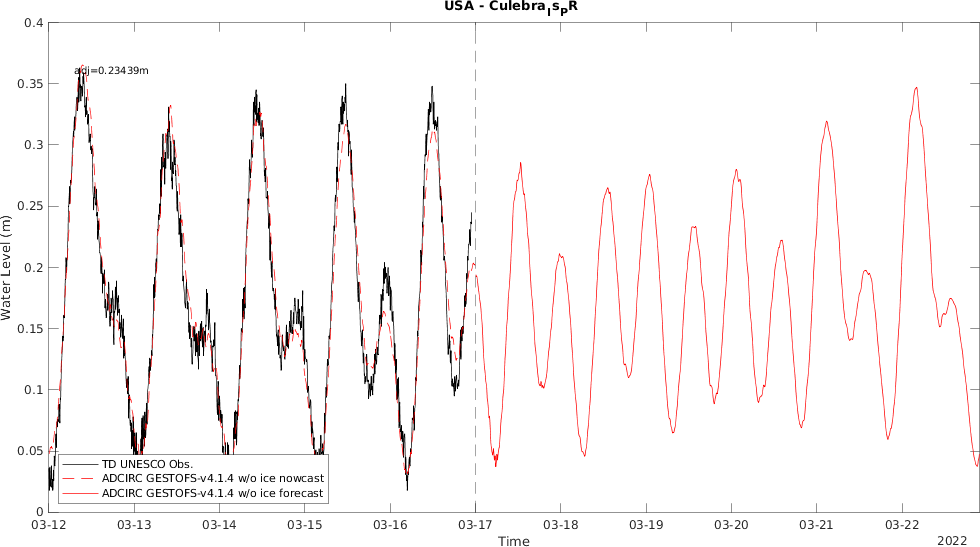 USA - Culebra_Is_PR
0.4
0.35
0.3
0.25
0.2
0.15
0.1
0.05
0
Water Level (m)
adj=0.23439m
TD UNESCO Obs.
ADCIRC GESTOFS-v4.1.4 w/o ice nowcast
ADCIRC GESTOFS-v4.1.4 w/o ice forecast
03-12 03-13 03-14 03-15 03-16 03-17 03-18 03-19 03-20 03-21 03-22
Time
2022